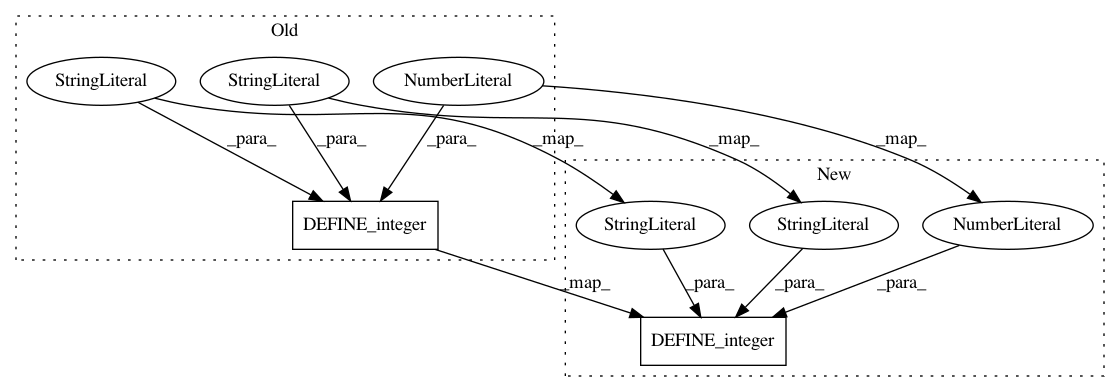 Old
StringLiteral
StringLiteral
NumberLiteral
_para_
_para_
_para_
_map_
_map_
_map_
New
DEFINE_integer
StringLiteral
StringLiteral
NumberLiteral
_map_
_para_
_para_
_para_
DEFINE_integer